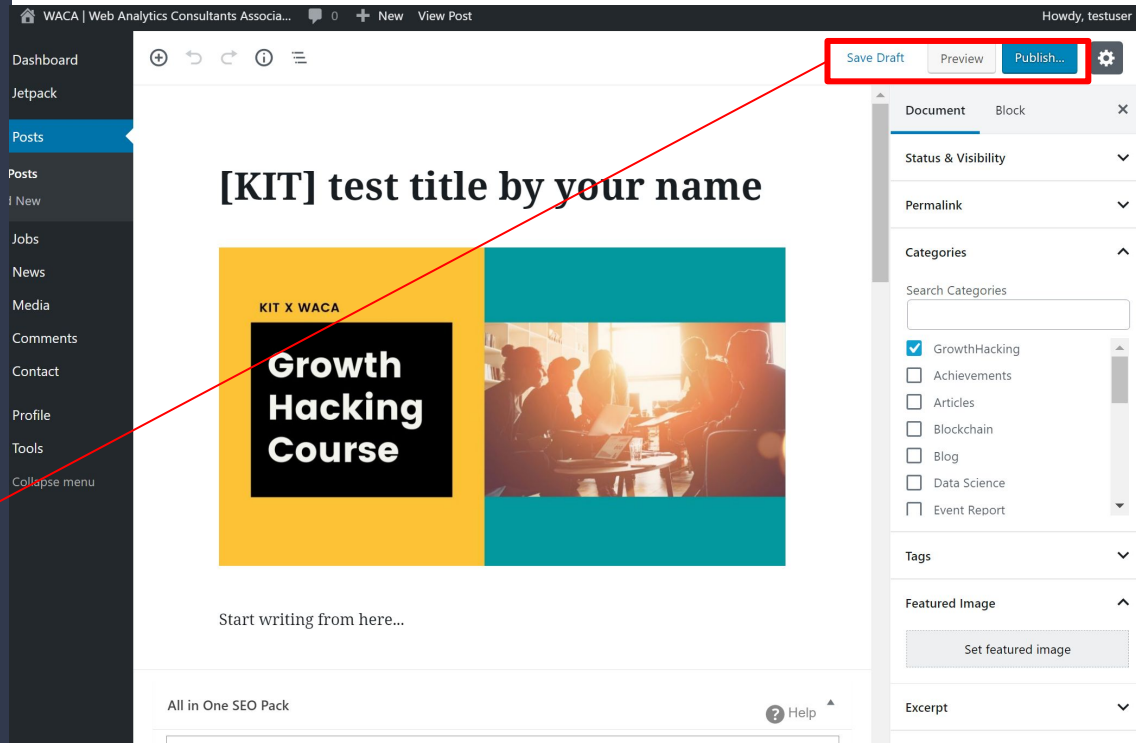 WACA | Web Analytics Consultants Associa... 0 New View Post Howdy, testuser
Dashboard
Jetpack
Posts
Posts
New
Jobs
News
Media
Comments
Contact
Profile
Tools
Collapse menu
Save Draft Preview Publish...
[KIT] test title by your name
KIT X WACA
Growth
Hacking
Course
Start writing from here...
All in One SEO Pack
Help
Document Block
Status & Visibility
Permalink
Categories
Search Categories
GrowthHacking
Achievements
Articles
Blockchain
Blog
Data Science
Event Report
Tags
Featured Image
Set featured image
Excerpt